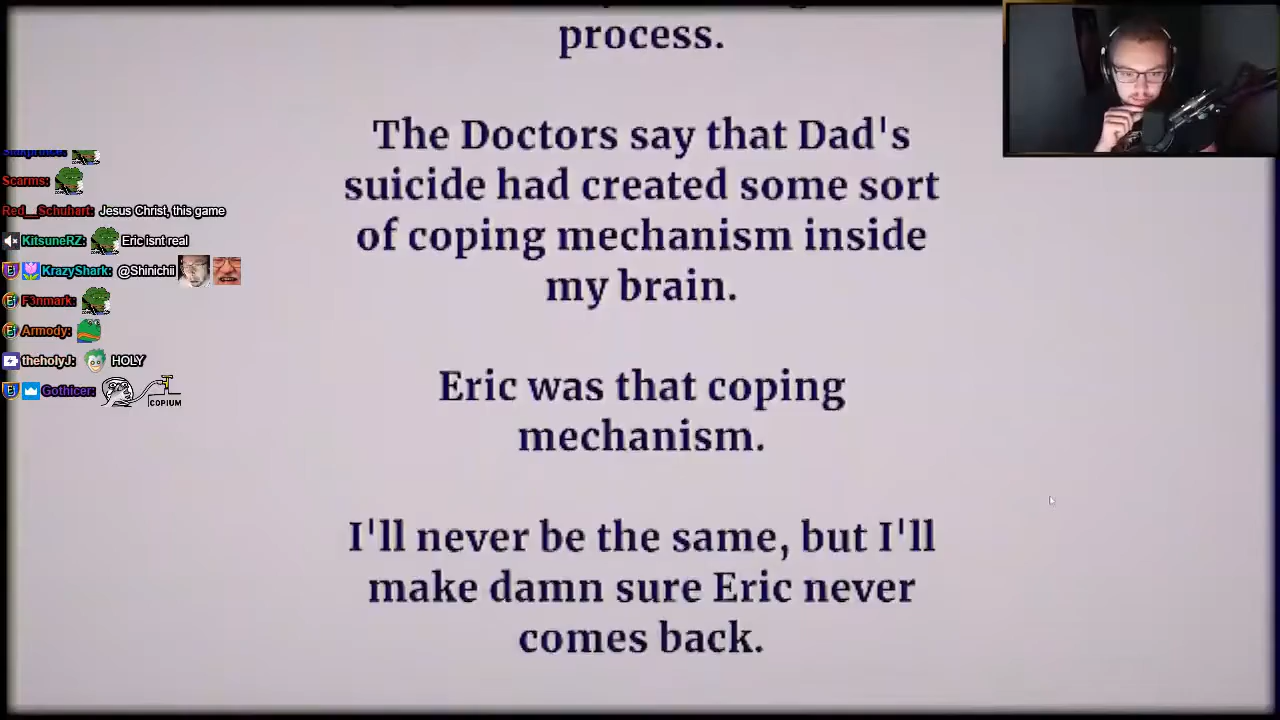 process.
The Doctors say that Dad's
suicide had created some sort
of coping mechanism inside
my brain.
Eric was that coping
mechanism.
I'll never be the same, but I'll
make damn sure Eric never
comes back.
Scarms:
Red__Schuhart: Jesus Christ, this game
KitsuneRZ: Eric isnt real
KrazyShark: @Shinichii
F3nmark:
Armody:
theholyJ: HOLY
Gothicer: COPIUM